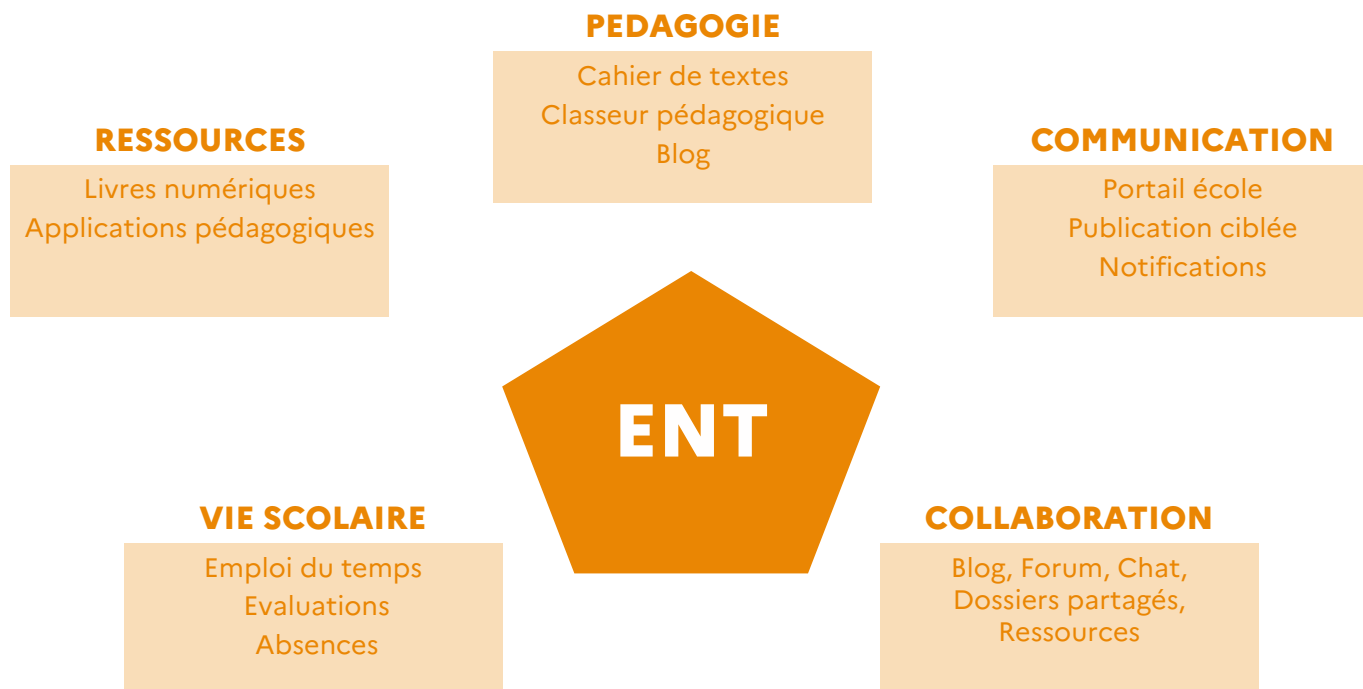 PEDAGOGIE
Cahier de textes
Classeur pédagogique
Blog
RESSOURCES
Livres numériques
Applications pédagogiques
COMMUNICATION
Portail école
Publication ciblée
Notifications
ENT
VIE SCOLAIRE
Emploi du temps
Evaluations
Absences
COLLABORATION
Blog, Forum, Chat,
Dossiers partagés,
Ressources